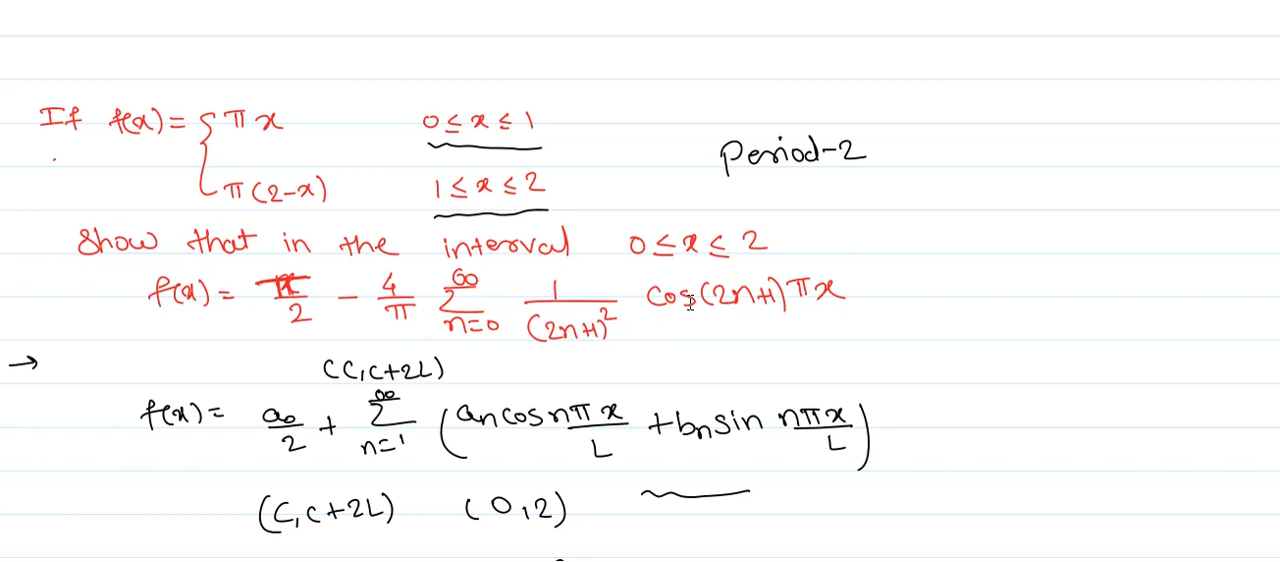 If f(x) = { πx 0 ≤ x ≤ 1
Period-2
π(2-x) 1 ≤ x ≤ 2
Show that in the interval 0 ≤ x ≤ 2
f(x) = π/2 - 4/π ∞Σn=0 1/(2n+1)² cos(2n+1)πx
→
(C, C+2L)
f(x) = a₀/2 + ∞Σn=1 (an cos nπx/L + bn sin nπx/L)
(C, C+2L) (0,2)